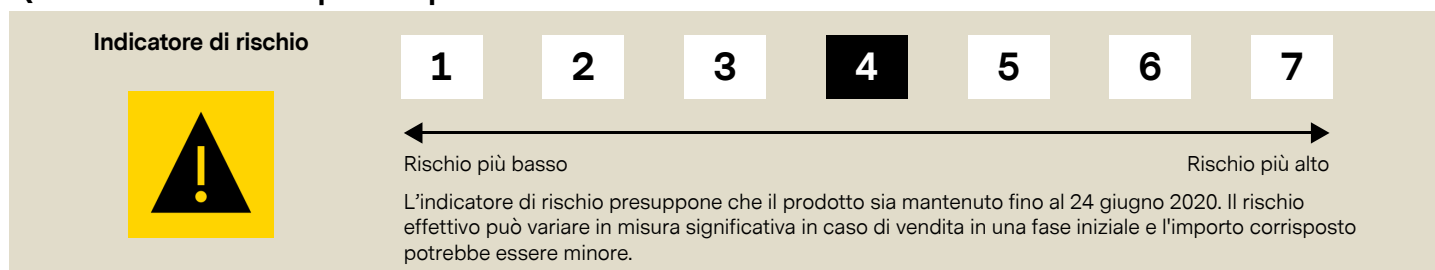 Indicatore di rischio
1 2 3 4 5 6 7
Rischio più basso Rischio più alto
L'indicatore di rischio presuppone che il prodotto sia mantenuto fino al 24 giugno 2020. Il rischio
effettivo può variare in misura significativa in caso di vendita in una fase iniziale e l'importo corrisposto
potrebbe essere minore.